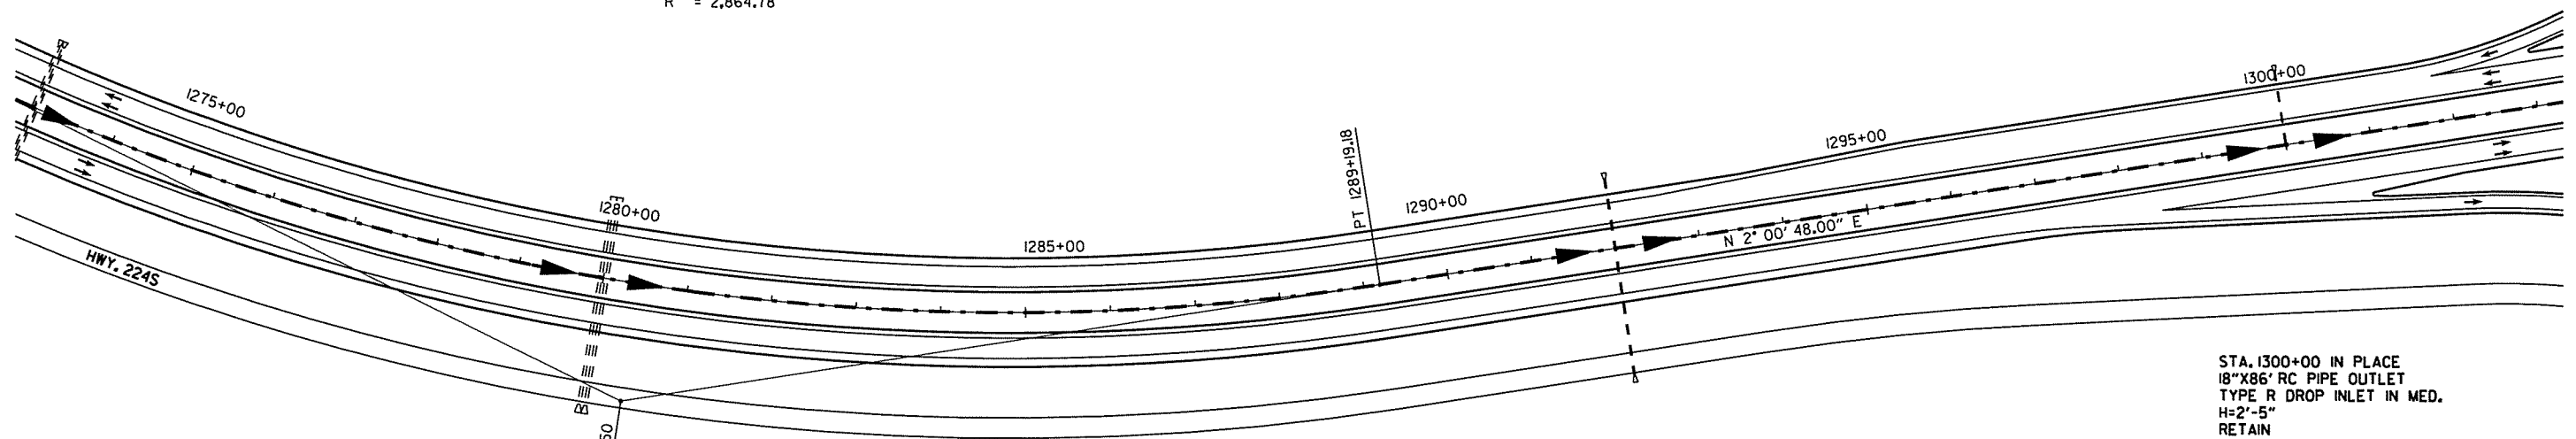 R = 2,864.78
1275+00
1280+00
1285+00
PT 1289+19.18
1290+00
1295+00
1300+00
N 2° 00' 48.00" E
HWY. 224S
50
STA. 1300+00 IN PLACE
18"X86' RC PIPE OUTLET
TYPE R DROP INLET IN MED.
H=2'-5"
RETAIN